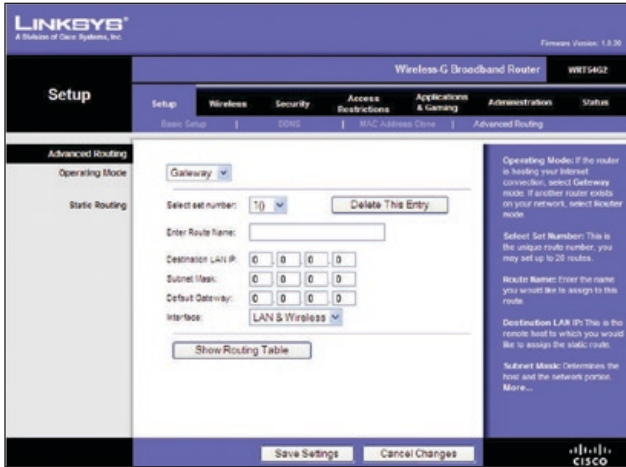 LINKSYS®
A Division of Cisco Systems, Inc.
Firmware Version: 1.0.20
Wireless-G Broadband Router WRT54G2
Setup
Setup Wireless Security Access Restrictions Applications & Gaming Administration Status
Basic Setup | DDNS | MAC Address Clone | Advanced Routing
Advanced Routing
Operating Mode
Gateway
Static Routing
Select set number: Delete This Entry
Enter Route Name:
Destination LAN IP: 0 . 0 . 0 . 0
Subnet Mask: 0 . 0 . 0 . 0
Default Gateway: 0 . 0 . 0 . 0
Interface: LAN & Wireless
Show Routing Table
Operating Mode: If the router
is hosting your Internet
connection, select Gateway
mode. If another router exists
on your network, select Router
mode.
Select Set Number: This is
the unique route number, you
may set up to 20 routes.
Route Name: Enter the name
you would like to assign to this
route.
Destination LAN IP: This is the
remote host to which you would
like to assign the static route.
Subnet Mask: Determines the
host and the network portion.
More...
Save Settings Cancel Changes
CISCO